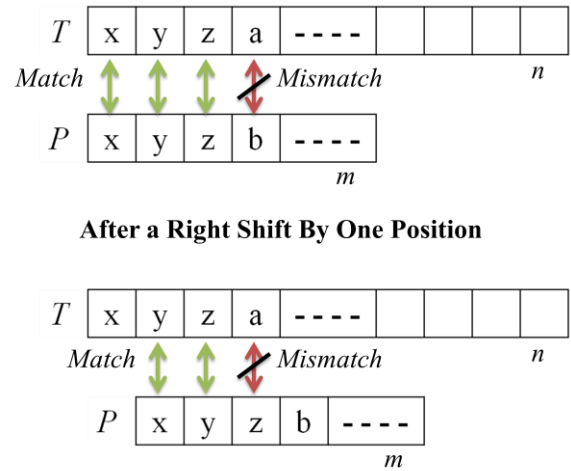 T x y z a ----
Match Mismatch n
P x y z b ----
m
After a Right Shift By One Position
T x y z a ----
Match Mismatch n
P x y z b ----
m